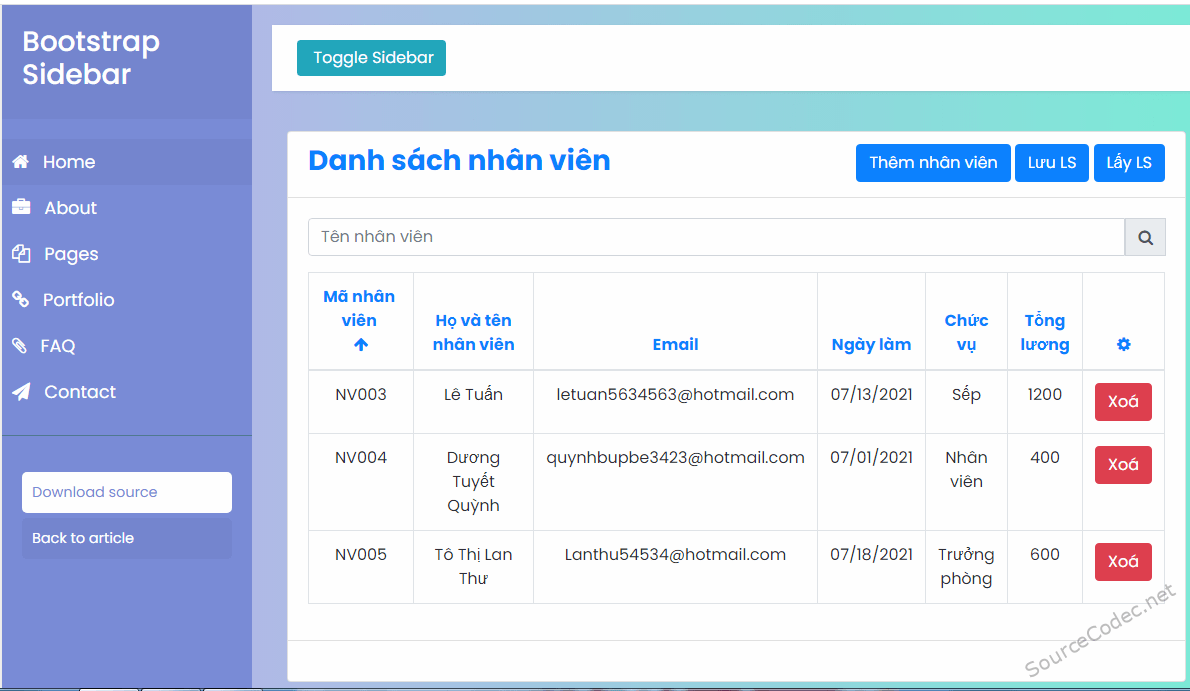 Bootstrap
Sidebar
Home
About
Pages
Portfolio
FAQ
Contact
Download source
Back to article
Toggle Sidebar
Danh sách nhân viên
Thêm nhân viên
Lưu LS
Lấy LS
Tên nhân viên
Mã nhân
viên
Họ và tên
nhân viên
Email
Ngày làm
Chức
vụ
Tổng
lương
NV003
Lê Tuấn
letuan5634563@hotmail.com
07/13/2021
Sếp
1200
Xoá
NV004
Dương
Tuyết
Quỳnh
quynhbupbe3423@hotmail.com
07/01/2021
Nhân
viên
400
Xoá
NV005
Tô Thị Lan
Thư
Lanthu54534@hotmail.com
07/18/2021
Trưởng
phòng
600
Xoá
SourceCodec.net